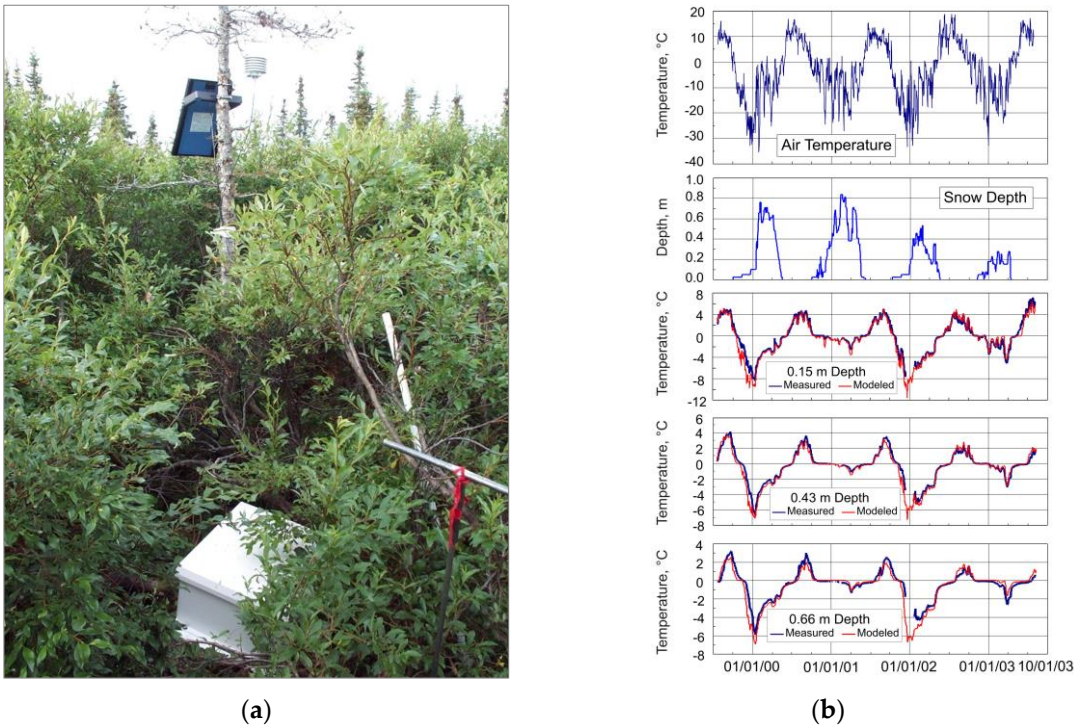 Temperature, °C
20
10
0
-10
-20
-30
-40
Air Temperature
Depth, m
1.0
0.8
0.6
0.4
0.2
0.0
Snow Depth
Temperature, °C
8
4
0
-4
-8
-12
0.15 m Depth
Measured Modeled
Temperature, °C
6
4
2
0
-2
-4
-6
-8
0.43 m Depth
Measured Modeled
Temperature, °C
4
2
0
-2
-4
-6
-8
0.66 m Depth
Measured Modeled
01/01/00 01/01/01 01/01/02 01/01/03 10/01/03
(a) (b)